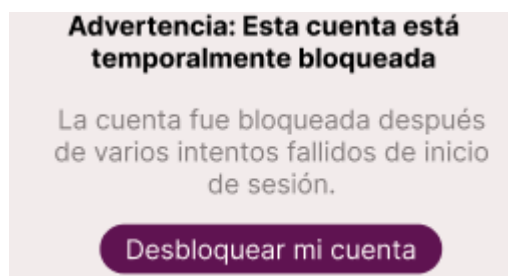 Advertencia: Esta cuenta está
temporalmente bloqueada
La cuenta fue bloqueada después
de varios intentos fallidos de inicio
de sesión.
Desbloquear mi cuenta